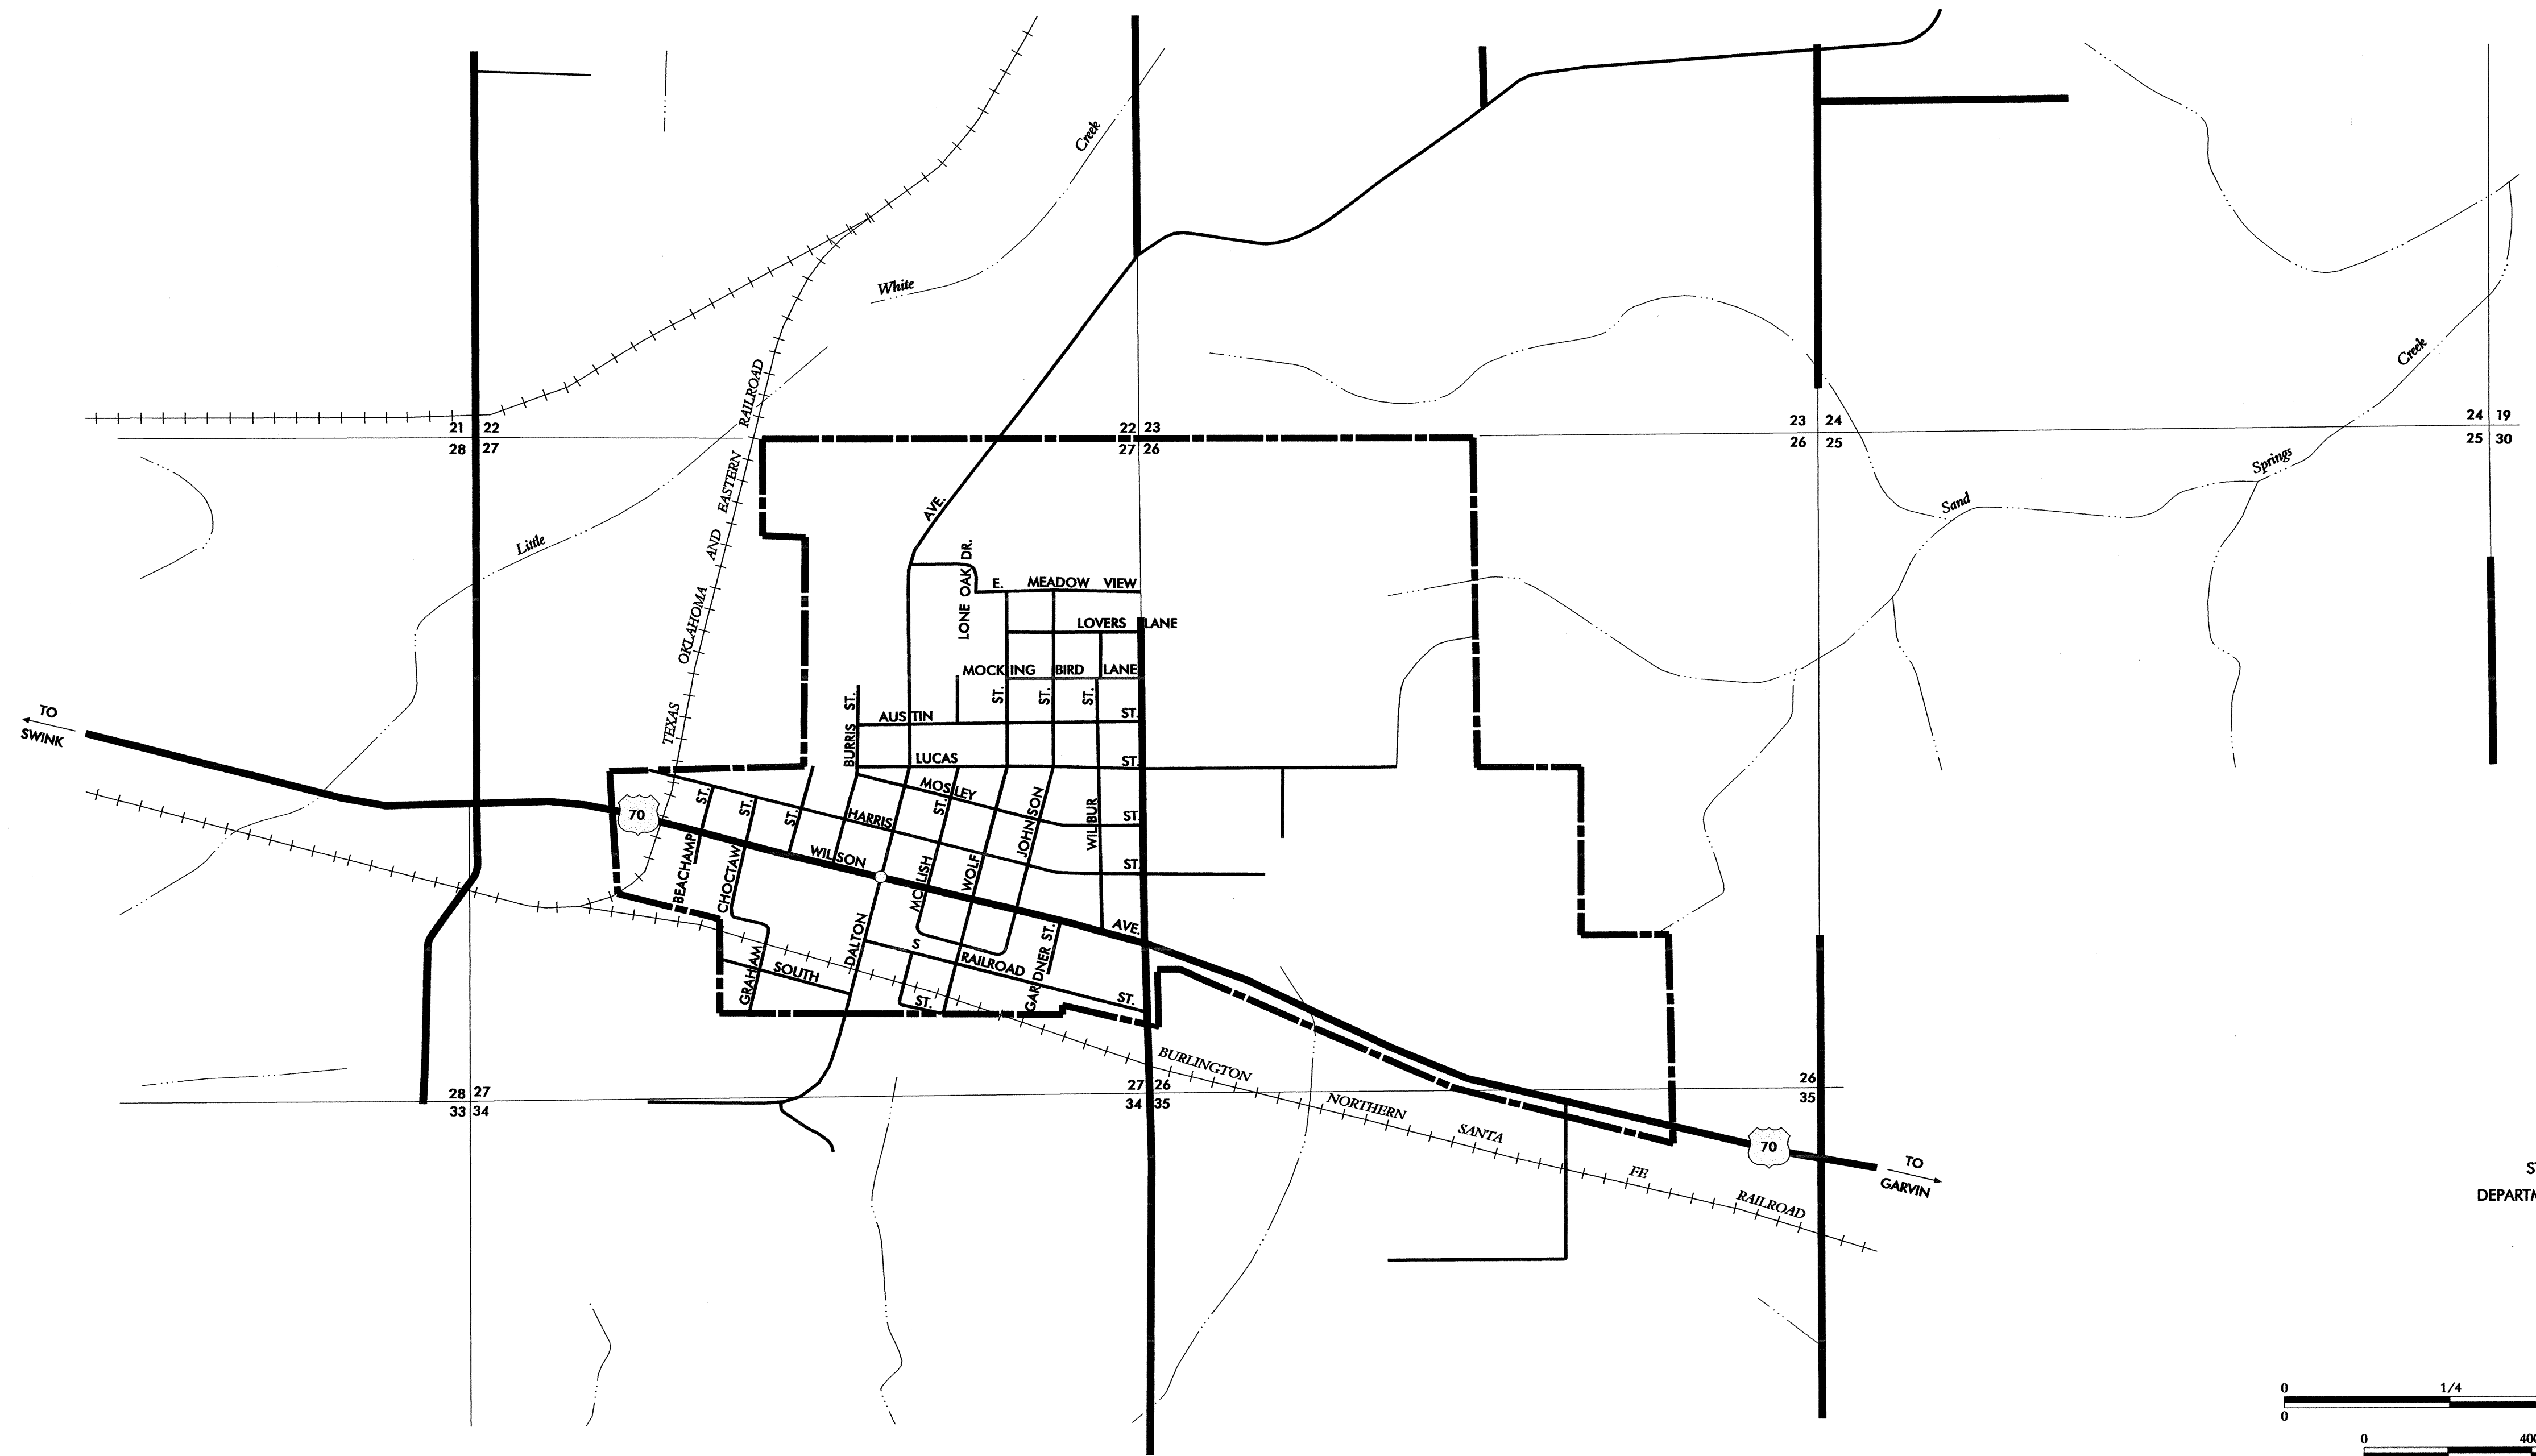 Creek
White
RAILROAD
21 22
28 27
22 23
27 26
23 24
26 25
24 19
25 30
Creek
Springs
Sand
Little
EASTERN
AND
OKLAHOMA
TEXAS
AVE.
LONE OAK DR.
E. MEADOW VIEW
LOVERS LANE
MOCKING BIRD LANE
ST.
ST.
ST.
BURRIS ST.
AUSTIN ST.
LUCAS ST.
MOSLEY ST.
HARRIS ST.
WILSON AVE.
TO
SWINK
70
BEACHAMP ST.
CHOCTAW ST.
ST.
ST.
MCLISH
WOLF
JOHNSON
WILBUR
DALTON
GRAHAM
SOUTH
S RAILROAD ST.
ST.
GARDNER ST.
BURLINGTON NORTHERN SANTA FE RAILROAD
28 27
33 34
27 26
34 35
26
35
70
TO
GARVIN
DEPARTM
0 1/4
0
0 400